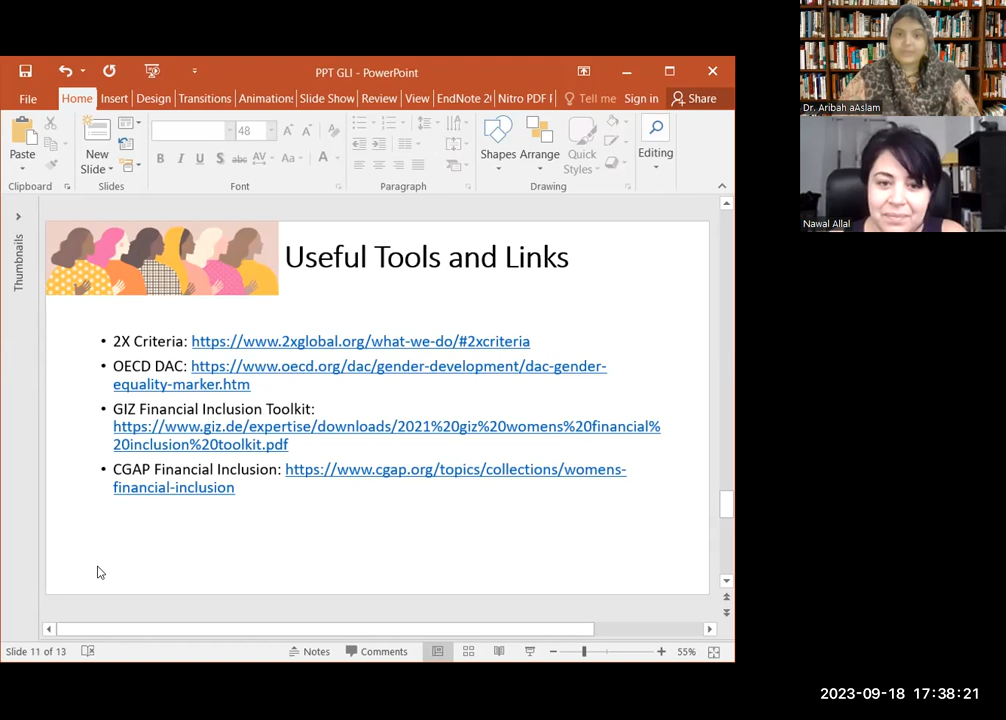 PPT GLI - PowerPoint
File Home Insert Design Transitions Animations Slide Show Review View EndNote Nitro PDF Tell me Sign in Share
48
Paste
New
Slide
Shapes Arrange Quick
Styles
Editing
Clipboard Slides Font Paragraph Drawing
Thumbnails
Useful Tools and Links
• 2X Criteria: https://www.2xglobal.org/what-we-do/#2xcriteria
• OECD DAC: https://www.oecd.org/dac/gender-development/dac-gender-
equality-marker.htm
• GIZ Financial Inclusion Toolkit:
https://www.giz.de/expertise/downloads/2021%20giz%20womens%20financial%
20inclusion%20toolkit.pdf
• CGAP Financial Inclusion: https://www.cgap.org/topics/collections/womens-
financial-inclusion
Slide 11 of 13 Notes Comments 55%
Dr. Aribah aAslam
Nawal Allal
2023-09-18 17:38:21